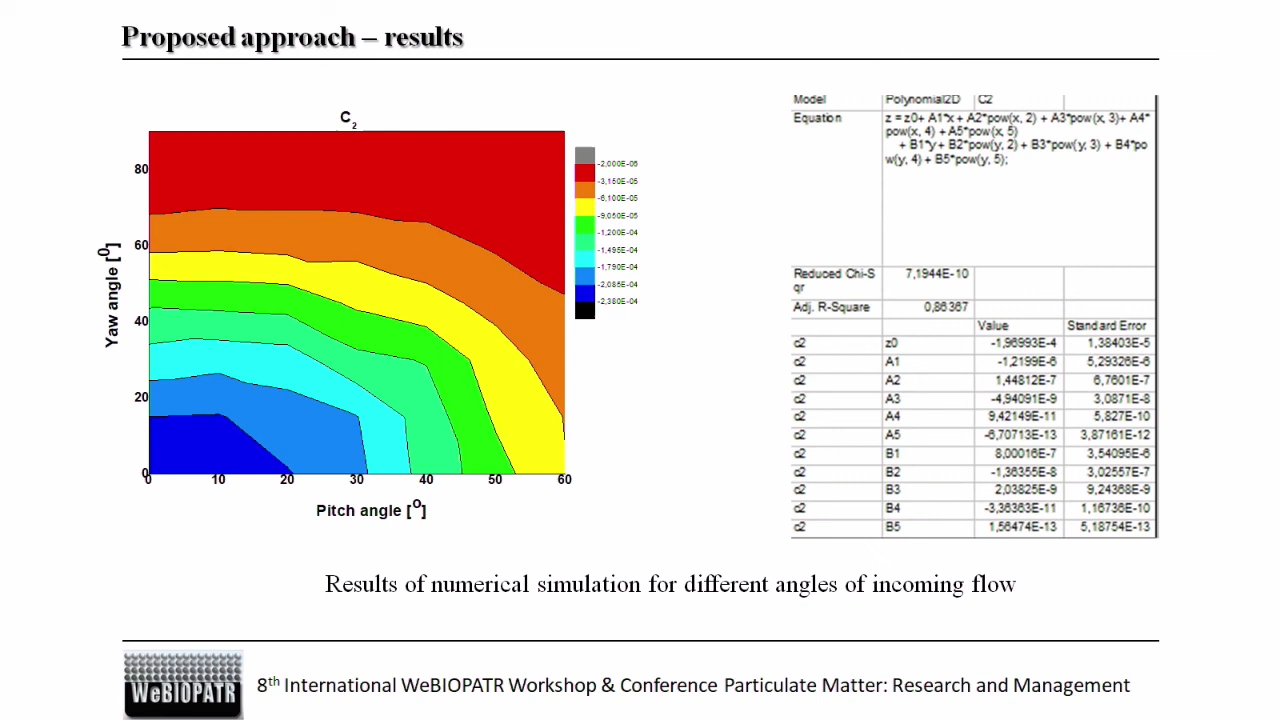 Proposed approach – results
C2
80
60
40
20
0
Yaw angle [0]
0 10 20 30 40 50 60
Pitch angle [O]
-2,000E-06
-3,150E-05
-6,100E-05
-9,050E-05
-1,200E-04
-1,495E-04
-1,790E-04
-2,085E-04
-2,380E-04
Model Polynomial2D C2
Equation z = z0+ A1*x + A2*pow(x, 2) + A3*pow(x, 3)+ A4*
pow(x, 4) + A5*pow(x, 5)
+ B1*y + B2*pow(y, 2) + B3*pow(y, 3) + B4*po
w(y, 4) + B5*pow(y, 5);
Reduced Chi-S 7,1944E-10
qr
Adj. R-Square 0,86367
Value Standard Error
c2 z0 -1,96993E-4 1,38403E-5
c2 A1 -1,2199E-6 5,29326E-6
c2 A2 1,44812E-7 6,7601E-7
c2 A3 -4,94091E-9 3,0871E-8
c2 A4 9,42149E-11 5,827E-10
c2 A5 -6,70713E-13 3,87161E-12
c2 B1 8,00016E-7 3,54095E-6
c2 B2 -1,36355E-8 3,02557E-7
c2 B3 2,03825E-9 9,24368E-9
c2 B4 -3,36363E-11 1,16736E-10
c2 B5 1,56474E-13 5,18754E-13
Results of numerical simulation for different angles of incoming flow
WeBIOPATR
8th International WeBIOPATR Workshop & Conference Particulate Matter: Research and Management